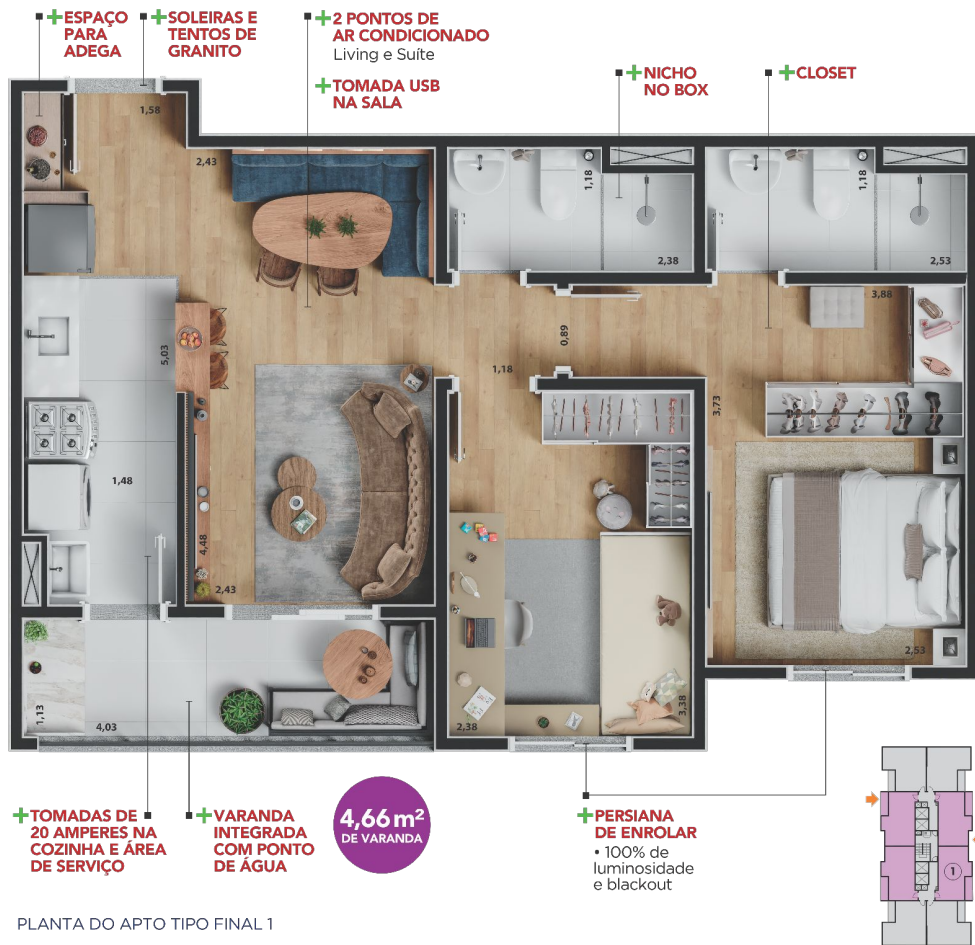 +ESPAÇO
PARA
ADEGA
+SOLEIRAS E
TENTOS DE
GRANITO
+2 PONTOS DE
AR CONDICIONADO
Living e Suíte
+TOMADA USB
NA SALA
+NICHO
NO BOX
+CLOSET
1,58
2,43
1,18
1,18
2,38
2,53
3,88
5,03
0,89
1,18
3,73
1,48
4,48
2,43
2,53
1,13
4,03
2,38
3,38
+TOMADAS DE
20 AMPERES NA
COZINHA E ÁREA
DE SERVIÇO
+VARANDA
INTEGRADA
COM PONTO
DE ÁGUA
4,66 m²
DE VARANDA
+PERSIANA
DE ENROLAR
• 100% de
luminosidade
e blackout
1
PLANTA DO APTO TIPO FINAL 1